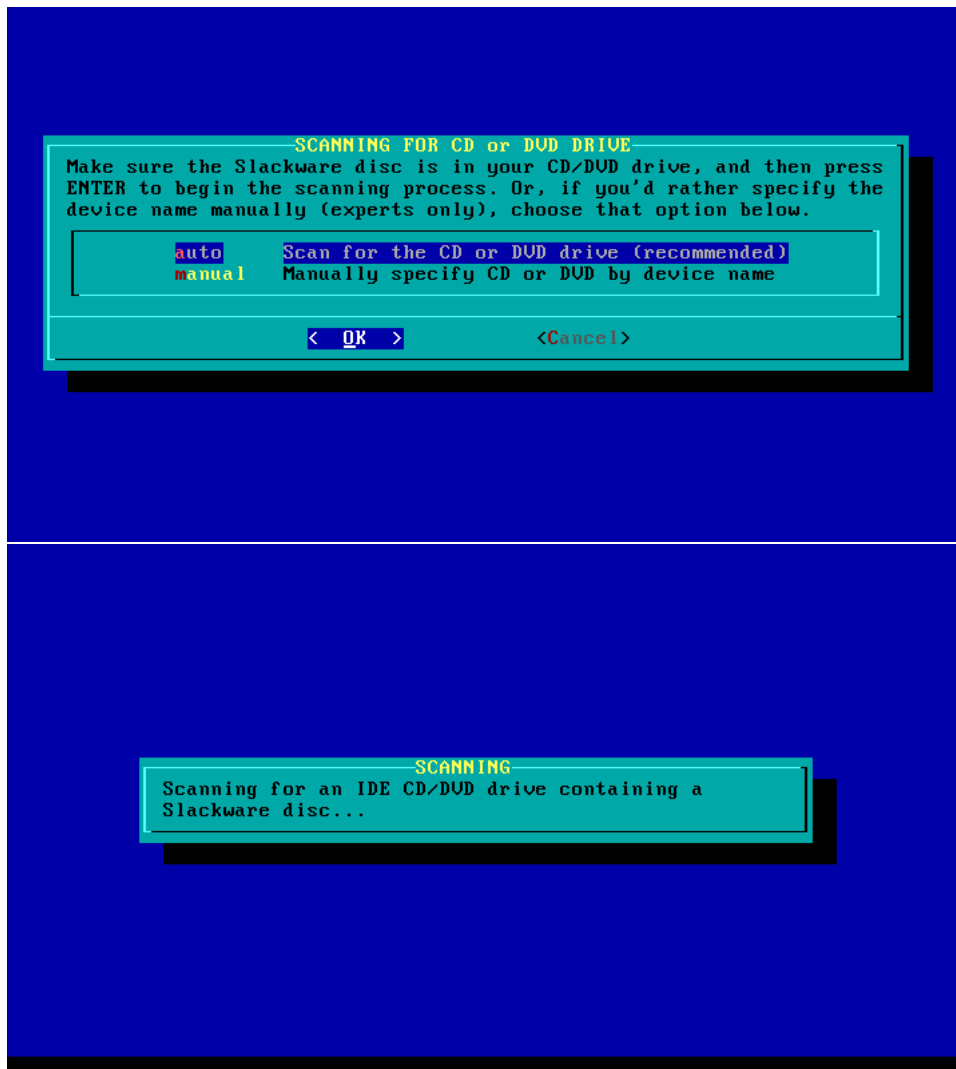 SCANNING FOR CD or DVD DRIVE
Make sure the Slackware disc is in your CD/DVD drive, and then press
ENTER to begin the scanning process. Or, if you'd rather specify the
device name manually (experts only), choose that option below.
auto Scan for the CD or DVD drive (recommended)
manual Manually specify CD or DVD by device name
< OK > <Cancel>
SCANNING
Scanning for an IDE CD/DVD drive containing a
Slackware disc...